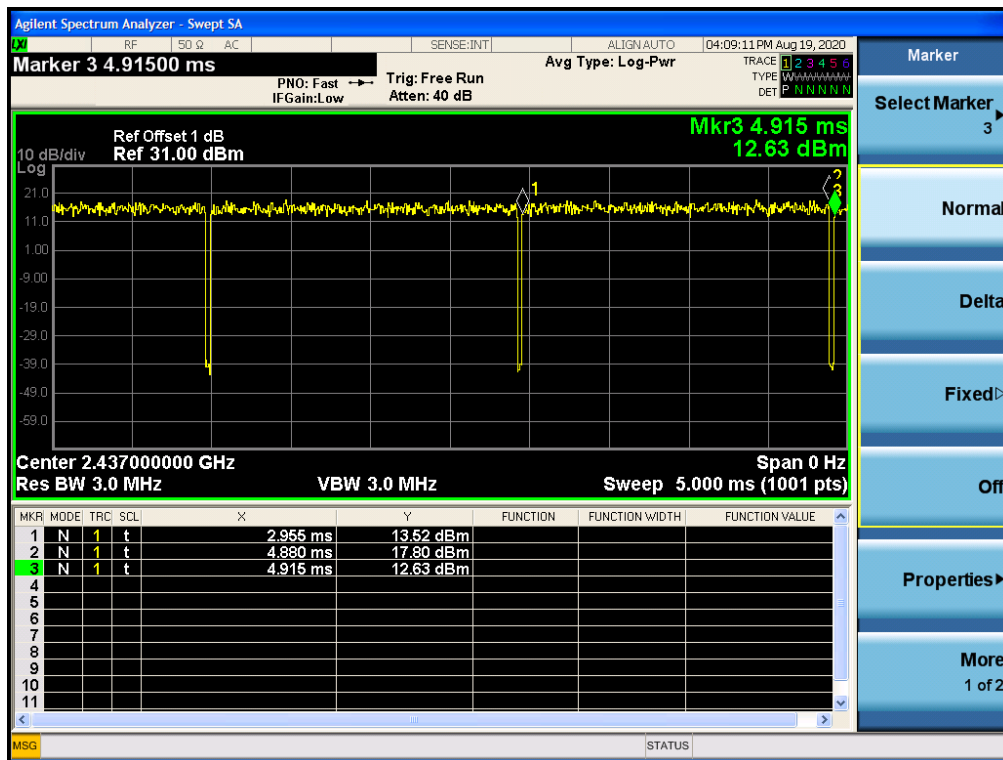 Agilent Spectrum Analyzer - Swept SA
LXI RF 50 Ω AC SENSE:INT ALIGN AUTO 04:09:11 PM Aug 19, 2020
Marker 3 4.91500 ms
PNO: Fast
IFGain:Low
Trig: Free Run
Atten: 40 dB
Avg Type: Log-Pwr
TRACE 1 2 3 4 5 6
TYPE WWWWWW
DET P N N N N N
Marker
Select Marker
3
Normal
Delta
Fixed
Off
Properties
More
1 of 2
Mkr3 4.915 ms
12.63 dBm
Ref Offset 1 dB
10 dB/div Ref 31.00 dBm
Log
21.0
11.0
1.00
-9.00
-19.0
-29.0
-39.0
-49.0
-59.0
1
2
3
Center 2.437000000 GHz Span 0 Hz
Res BW 3.0 MHz VBW 3.0 MHz Sweep 5.000 ms (1001 pts)
MKR MODE TRC SCL X Y FUNCTION FUNCTION WIDTH FUNCTION VALUE
1 N 1 t 2.955 ms 13.52 dBm
2 N 1 t 4.880 ms 17.80 dBm
3 N 1 t 4.915 ms 12.63 dBm
4
5
6
7
8
9
10
11
MSG STATUS